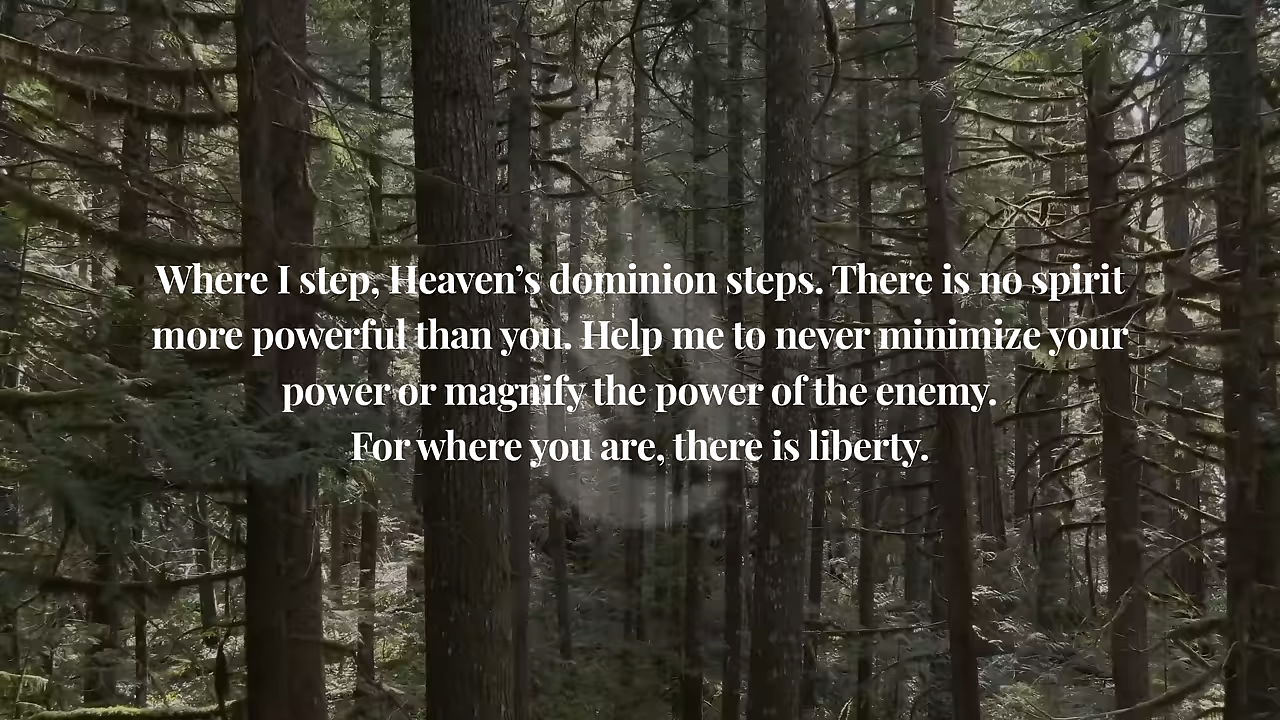 Where I step, Heaven’s dominion steps. There is no spirit
more powerful than you. Help me to never minimize your
power or magnify the power of the enemy.
For where you are, there is liberty.